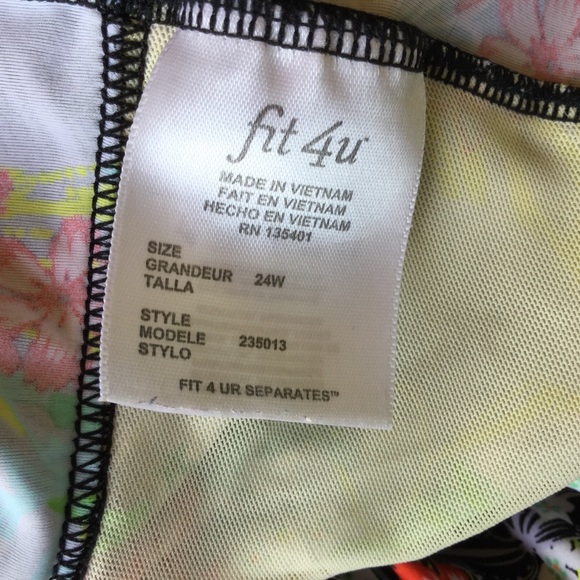 fit 4u™
MADE IN VIETNAM
FAIT EN VIETNAM
HECHO EN VIETNAM
RN 135401
SIZE
GRANDEUR 24W
TALLA
STYLE
MODELE 235013
STYLO
FIT 4 UR SEPARATES™